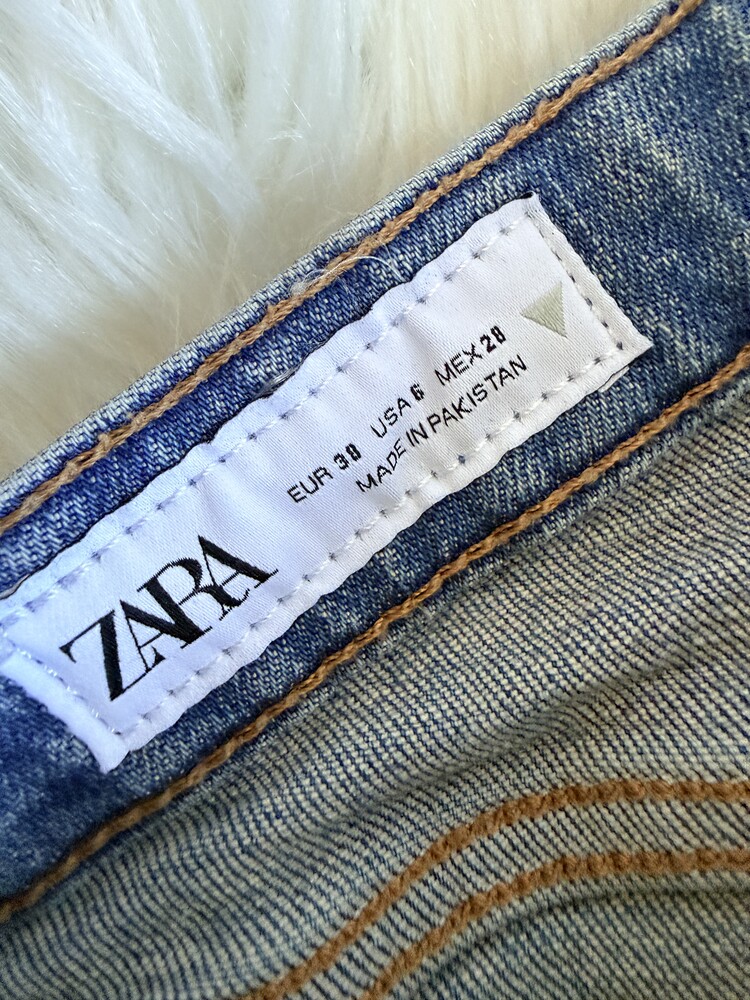 ZARA
EUR 38 USA 6 MEX 28
MADE IN PAKISTAN